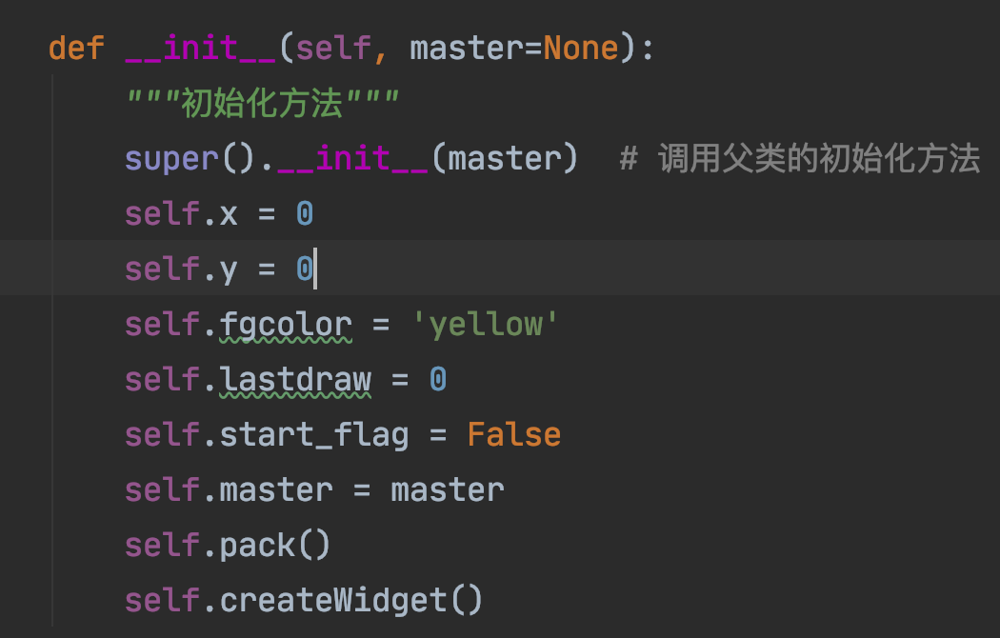 def __init__(self, master=None):
"""初始化方法"""
super().__init__(master)  # 调用父类的初始化方法
self.x = 0
self.y = 0
self.fgcolor = 'yellow'
self.lastdraw = 0
self.start_flag = False
self.master = master
self.pack()
self.createWidget()